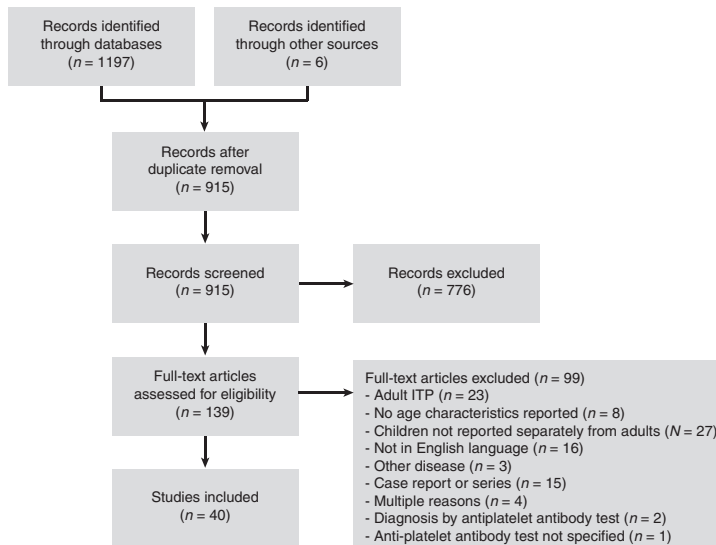 Records identified
through databases
(n = 1197)
Records identified
through other sources
(n = 6)
Records after
duplicate removal
(n = 915)
Records screened
(n = 915)
Records excluded
(n = 776)
Full-text articles
assessed for eligibility
(n = 139)
Full-text articles excluded (n = 99)
- Adult ITP (n = 23)
- No age characteristics reported (n = 8)
- Children not reported separately from adults (N = 27)
- Not in English language (n = 16)
- Other disease (n = 3)
- Case report or series (n = 15)
- Multiple reasons (n = 4)
- Diagnosis by antiplatelet antibody test (n = 2)
- Anti-platelet antibody test not specified (n = 1)
Studies included
(n = 40)